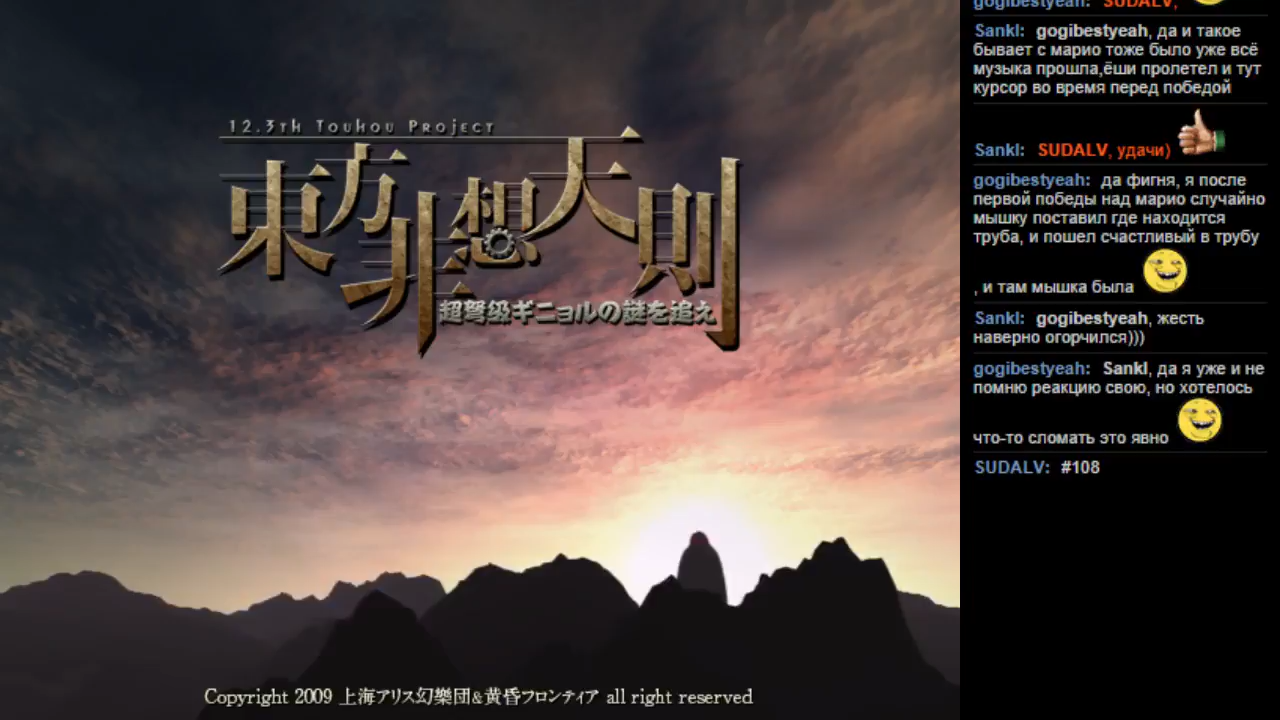 12.3th Touhou Project
東方非想天則
超弩級ギニョルの謎を追え
Copyright 2009 上海アリス幻樂団&黄昏フロンティア all right reserved
gogibestyeah: SUDALV,
Sankl: gogibestyeah, да и такое
бывает с марио тоже было уже всё
музыка прошла,ёши пролетел и тут
курсор во время перед победой
Sankl: SUDALV, удачи)
gogibestyeah: да фигня, я после
первой победы над марио случайно
мышку поставил где находится
труба, и пошел счастливый в трубу
, и там мышка была
Sankl: gogibestyeah, жесть
наверно огорчился)))
gogibestyeah: Sankl, да я уже и не
помню реакцию свою, но хотелось
что-то сломать это явно
SUDALV: #108